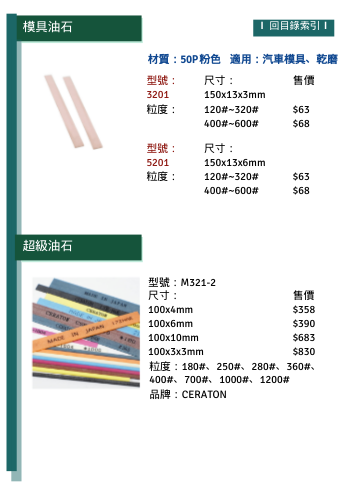 模具油石
I 回目錄索引 I
材質：50P粉色 適用：汽車模具、乾磨
型號： 尺寸： 售價
3201 150x13x3mm
粒度： 120#~320# $63
400#~600# $68
型號： 尺寸：
5201 150x13x6mm
粒度： 120#~320# $63
400#~600# $68
超級油石
型號：M321-2
尺寸： 售價
100x4mm $358
100x6mm $390
100x10mm $683
100x3x3mm $830
粒度：180#、250#、280#、360#、
400#、700#、1000#、1200#
品牌：CERATON
MADE IN JAPAN
CERATON
MADE IN JAPAN